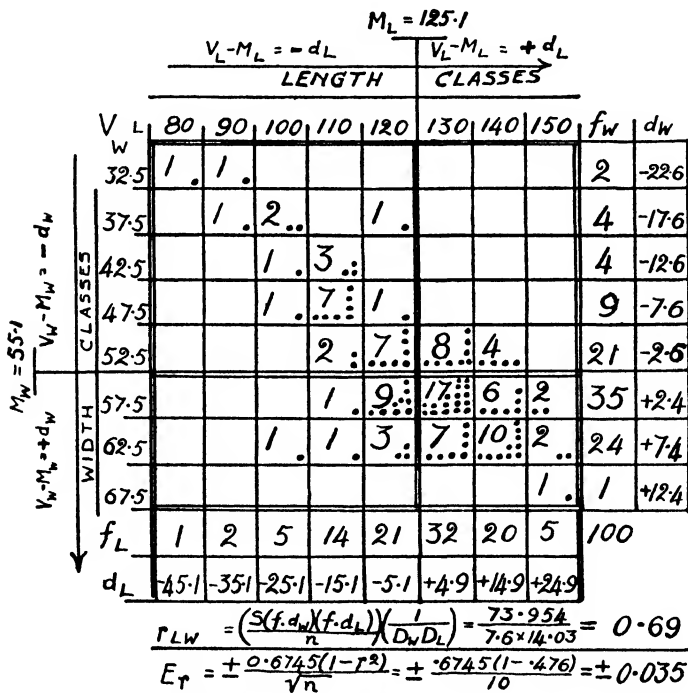 M_L = 125·1
V_L-M_L = -d_L V_L-M_L = +d_L
LENGTH CLASSES
V L 80 90 100 110 120 130 140 150 f_W d_W
W
32·5 1 1 2 -22·6
37·5 1 2 1 4 -17·6
42·5 1 3 4 -12·6
47·5 1 7 1 9 -7·6
52·5 2 7 8 4 21 -2·6
57·5 1 9 17 6 2 35 +2·4
62·5 1 1 3 7 10 2 24 +7·4
67·5 1 1 +12·4
f_L 1 2 5 14 21 32 20 5 100
d_L -45·1 -35·1 -25·1 -15·1 -5·1 +4·9 +14·9 +24·9
M_W = 55·1
V_W-M_W = -d_W
V_W-M_W = +d_W
CLASSES
WIDTH
r_LW = (S(f·d_W)(f·d_L)/n)(1/D_W D_L) = 73·954/7·6×14·03 = 0·69
E_r = ± 0·6745(1-r²)/√n = ± ·6745(1-·476)/10 = ± 0·035